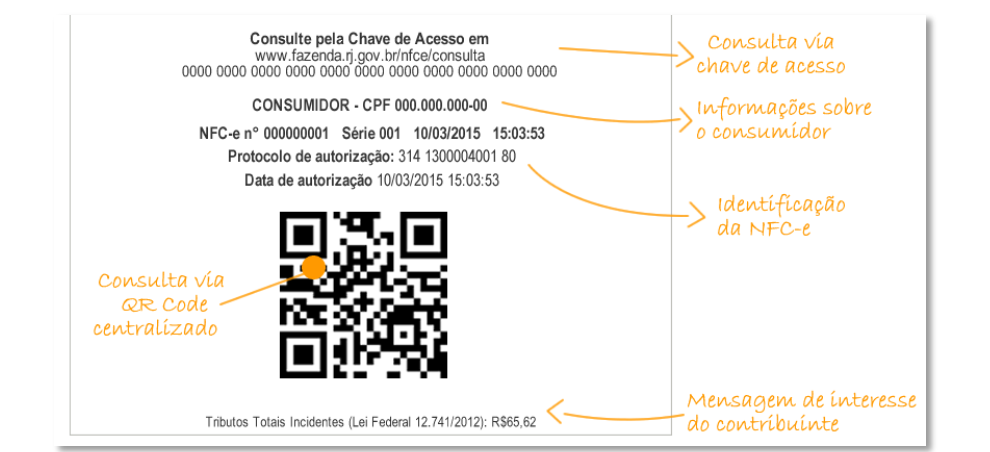 Consulte pela Chave de Acesso em
www.fazenda.rj.gov.br/nfce/consulta
0000 0000 0000 0000 0000 0000 0000 0000 0000 0000 0000
Consulta via
chave de acesso
CONSUMIDOR - CPF 000.000.000-00
Informações sobre
o consumidor
NFC-e n° 000000001 Série 001 10/03/2015 15:03:53
Protocolo de autorização: 314 1300004001 80
Data de autorização 10/03/2015 15:03:53
Identificação
da NFC-e
Consulta via
QR Code
centralizado
Tributos Totais Incidentes (Lei Federal 12.741/2012): R$65,62
Mensagem de interesse
do contribuinte